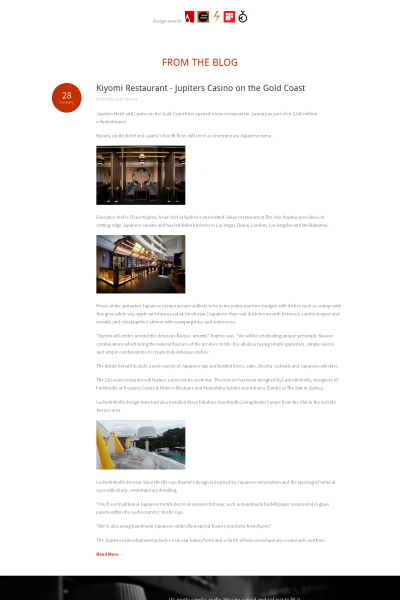 design awards
FROM THE BLOG
28
January
Kiyomi Restaurant - Jupiters Casino on the Gold Coast
Posted by
Jupiters Hotel and Casino on the Gold Coast have opened a new restaurant in January as part of its $345 million
refurbishment.
Kiyomi, on the hotel and casino's fourth floor, will serve a contemporary Japanese menu.
Executive chef is Chase Kojima, head chef at Sydney's one hatted Sokyo restaurant at The Star. Kojima specialises in
cutting edge Japanese cuisine and has led Nobu kitchens in Las Vegas, Dubai, London, Los Angeles and the Bahamas.
Prices at the upmarket Japanese restaurant are unlikely to be in the poker machine budget, with dishes such as scampi with
foie gras, white soy, apple and mizuna salad; binchotan (Japanese charcoal) duck breast with beetroot, sansho pepper and
wasabi; and robata grilled salmon with scampi miso and watercress.
"Kiyomi will centre around the delicious flavour 'umami'," Kojima says. "We will be celebrating unique yet simple flavour
combinations which bring the natural flavours of the produce to life. It is all about using simple garnishes, simple sauces
and simple combinations to create truly delicious dishes."
The drinks list will include a wide variety of Japanese tap and bottled beers, sake, shochu cocktails and Japanese whiskies.
The 120-seat restaurant will feature a nine-metre sushi bar. The interior has been designed by Luchetti Krelle, designers of
Fat Noodle at Treasury Casino & Hotel in Brisbane and Momofuku Seiobo and Adriano Zumbo at The Star in Sydney.
Luchetti Krelle design team had also installed these fabulous new Kindle Living Heater Lamps from the USA in the outside
terrace area
Luchetti Krelle director Stuart Krelle says Kiyomi's design is inspired by Japanese minimalism and the layering of cultural
cues with sharp, contemporary detailing.
"You'll see traditional Japanese motifs but in an unexpected way, such as handmade backlit paper suspended in glass
panels within the sushi counter," Krelle says.
"We're also using handmade Japanese umbrella-inspired feature pendants from Kyoto."
The Jupiters redevelopment includes a six-star luxury hotel and a clutch of new contemporary restaurants and bars.
Read More